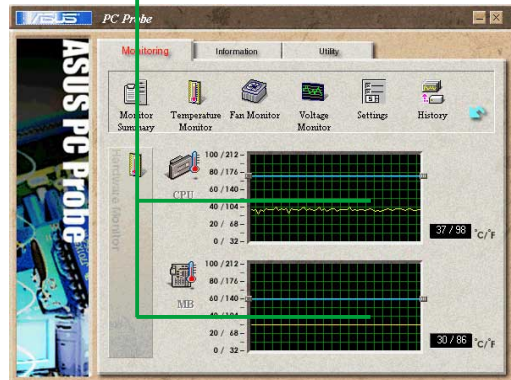 ASUS PC Probe
ASUS PC Probe
Monitoring Information Utility
Monitor Summary
Temperature Monitor
Fan Monitor
Voltage Monitor
Settings
History
Hardware Monitor
CPU
100 / 212
80 / 176
60 / 140
40 / 104
20 / 68
0 / 32
37 / 98 °C/°F
MB
100 / 212
80 / 176
60 / 140
40 / 104
20 / 68
0 / 32
30 / 86 °C/°F